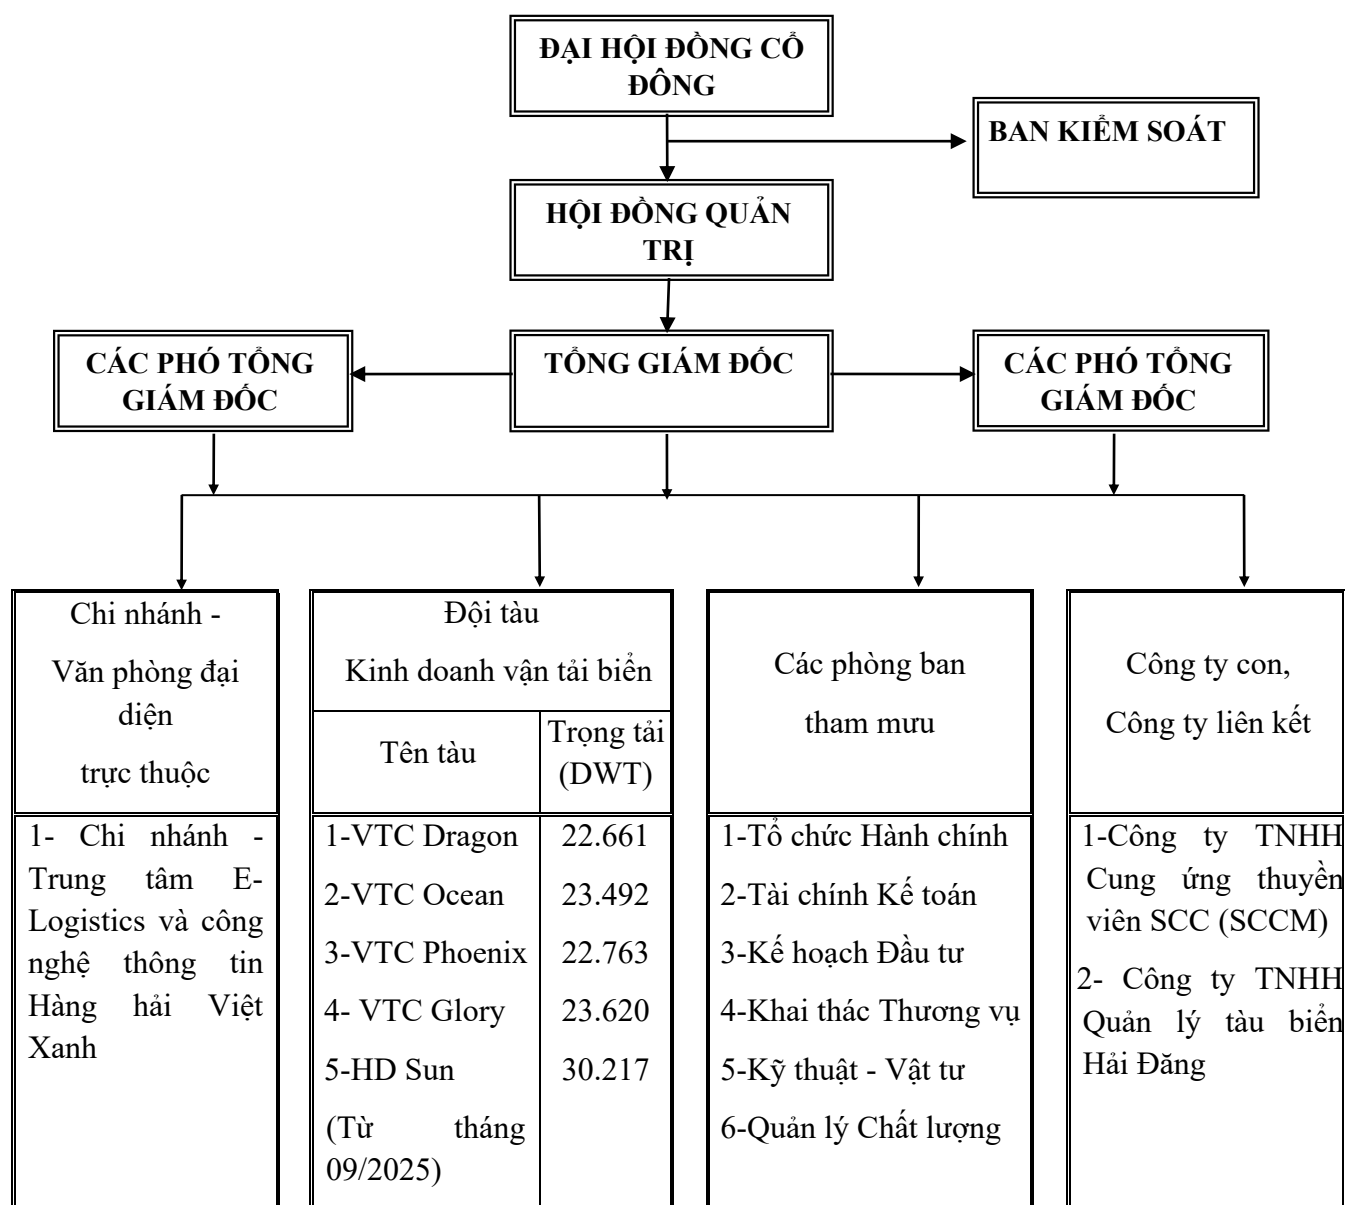 ĐẠI HỘI ĐỒNG CỔ
ĐÔNG
BAN KIỂM SOÁT
HỘI ĐỒNG QUẢN
TRỊ
CÁC PHÓ TỔNG
GIÁM ĐỐC
TỔNG GIÁM ĐỐC
CÁC PHÓ TỔNG
GIÁM ĐỐC
Chi nhánh -
Văn phòng đại
diện
trực thuộc
1- Chi nhánh -
Trung tâm E-
Logistics và công
nghệ thông tin
Hàng hải Việt
Xanh
Đội tàu
Kinh doanh vận tải biển
Tên tàu
Trọng tải
(DWT)
1-VTC Dragon 22.661
2-VTC Ocean 23.492
3-VTC Phoenix 22.763
4- VTC Glory 23.620
5-HD Sun 30.217
(Từ tháng
09/2025)
Các phòng ban
tham mưu
1-Tổ chức Hành chính
2-Tài chính Kế toán
3-Kế hoạch Đầu tư
4-Khai thác Thương vụ
5-Kỹ thuật - Vật tư
6-Quản lý Chất lượng
Công ty con,
Công ty liên kết
1-Công ty TNHH
Cung ứng thuyền
viên SCC (SCCM)
2- Công ty TNHH
Quản lý tàu biển
Hải Đăng